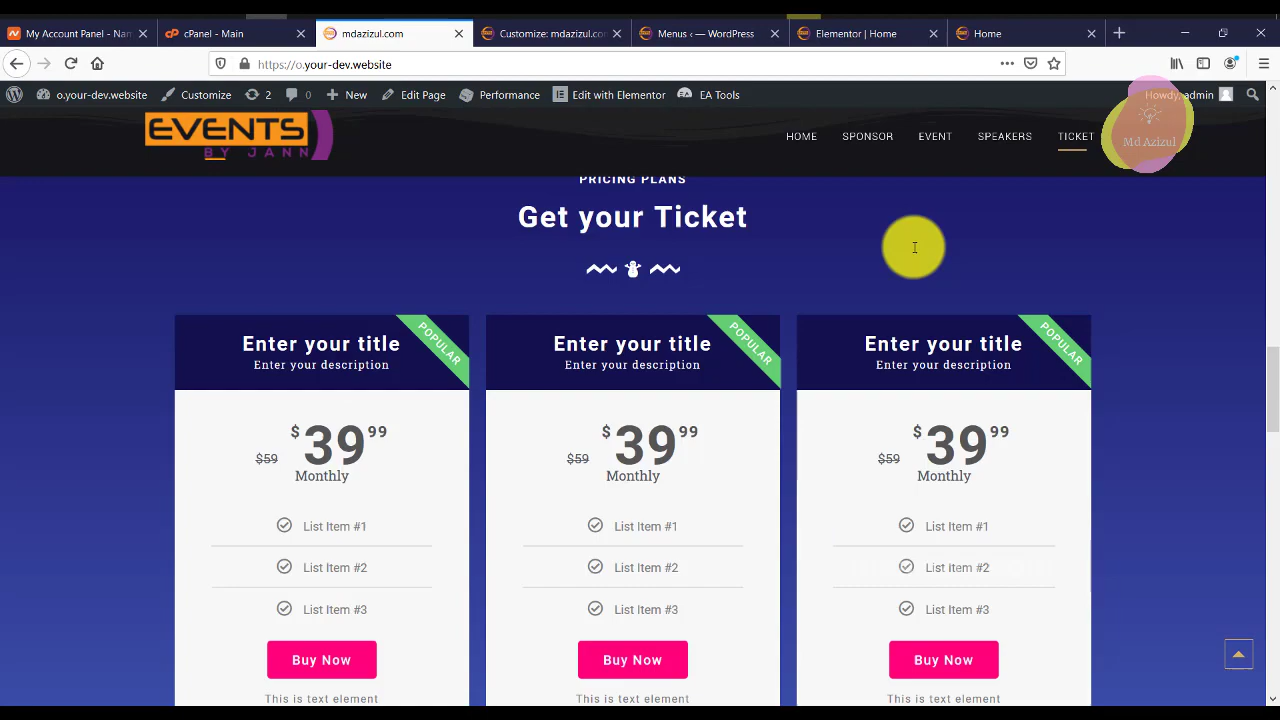 My Account Panel - Nam
cPanel - Main
mdazizul.com
Customize: mdazizul.co
Menus ‹ — WordPress
Elementor | Home
Home
https://o.your-dev.website
o.your-dev.website
Customize
2
0
New
Edit Page
Performance
Edit with Elementor
EA Tools
Howdy, admin
EVENTS
BY JANN
HOME
SPONSOR
EVENT
SPEAKERS
TICKET
Md Azizul
PRICING PLANS
Get your Ticket
Enter your title
Enter your description
POPULAR
Enter your title
Enter your description
POPULAR
Enter your title
Enter your description
POPULAR
$59 $39 99
Monthly
$59 $39 99
Monthly
$59 $39 99
Monthly
List Item #1
List Item #1
List Item #1
List Item #2
List Item #2
List Item #2
List Item #3
List Item #3
List Item #3
Buy Now
Buy Now
Buy Now
This is text element
This is text element
This is text element